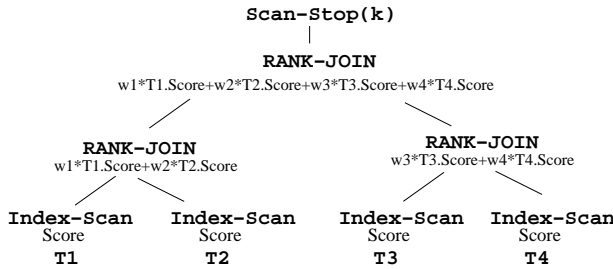 Scan-Stop(k)
RANK-JOIN
w1*T1.Score+w2*T2.Score+w3*T3.Score+w4*T4.Score
RANK-JOIN
w1*T1.Score+w2*T2.Score
RANK-JOIN
w3*T3.Score+w4*T4.Score
Index-Scan Index-Scan Index-Scan Index-Scan
Score Score Score Score
T1 T2 T3 T4